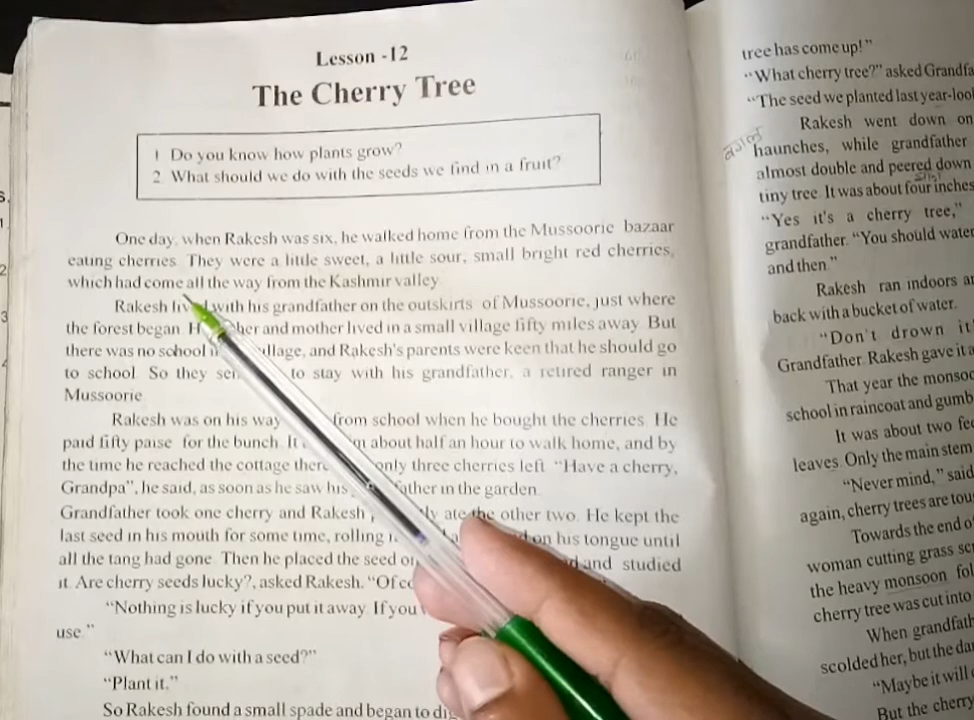 Lesson -12
The Cherry Tree
1 Do you know how plants grow?
2. What should we do with the seeds we find in a fruit?
One day, when Rakesh was six, he walked home from the Mussoorie bazaar
eating cherries. They were a little sweet, a little sour, small bright red cherries,
which had come all the way from the Kashmir valley
Rakesh with his grandfather on the outskirts of Mussoorie, just where
the forest began. and mother lived in a small village fifty miles away. But
there was no school and Rakesh's parents were keen that he should go
to school. So they to stay with his grandfather, a retired ranger in
Mussoorie
Rakesh was on his way from school when he bought the cherries. He
paid fifty paise for the bunch. about half an hour to walk home, and by
the time he reached the cottage only three cherries left. "Have a cherry,
Grandpa", he said, as soon as he saw his in the garden.
Grandfather took one cherry and Rakesh ate the other two. He kept the
last seed in his mouth for some time, rolling on his tongue until
all the tang had gone. Then he placed the seed and studied
it. Are cherry seeds lucky?, asked Rakesh. "Of
"Nothing is lucky if you put it away. If you
use."
"What can I do with a seed?"
"Plant it."
So Rakesh found a small spade and began to
tree has come up!"
"What cherry tree?" asked
"The seed we planted last
Rakesh went down on
haunches, while grandfather
almost double and peered down
tiny tree. It was about four inches
"Yes it's a cherry tree,"
grandfather. "You should water
and then."
Rakesh ran indoors
back with a bucket of water.
"Don't drown it
Grandfather. Rakesh gave it a
That year the
school in raincoat and
It was about two
leaves. Only the main stem
"Never mind," said
again, cherry trees are
Towards the end
woman cutting grass
the heavy monsoon
cherry tree was cut into
When
scolded her, but the
"Maybe it will
But the cherry